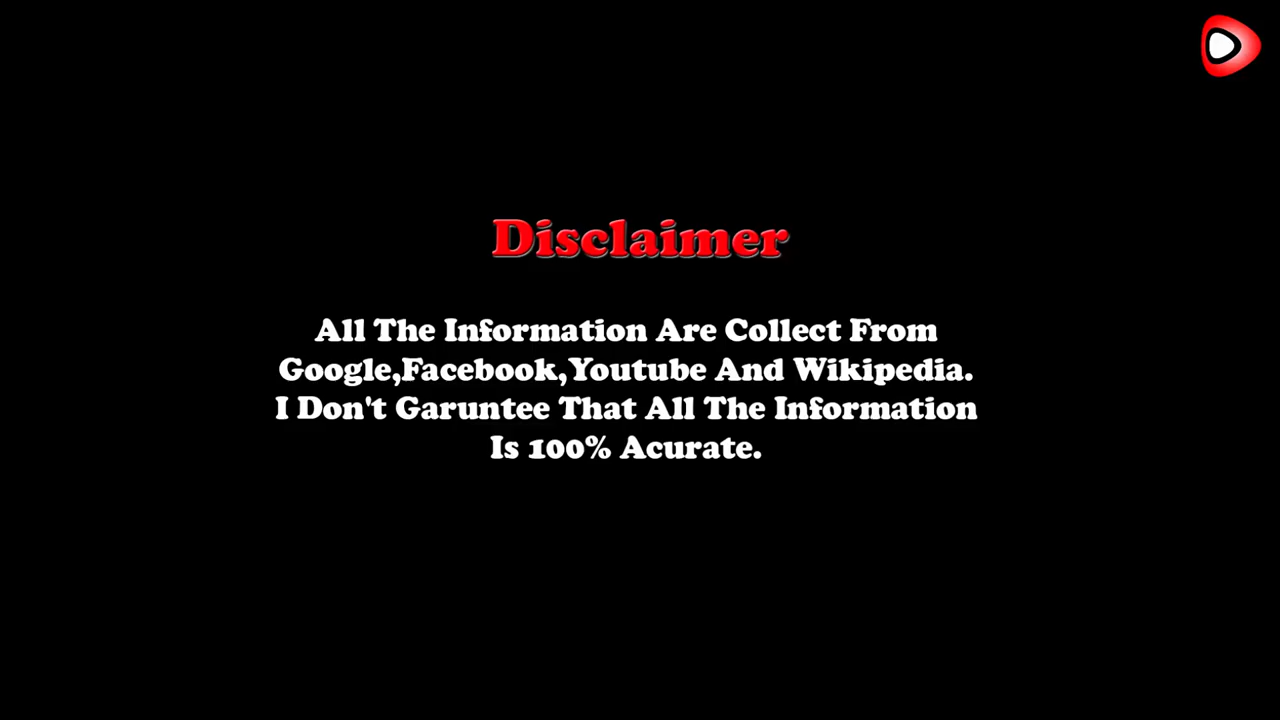 Disclaimer
All The Information Are Collect From
Google,Facebook,Youtube And Wikipedia.
I Don't Garuntee That All The Information
Is 100% Acurate.